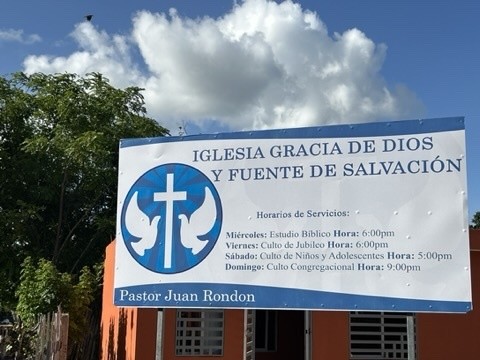 IGLESIA GRACIA DE DIOS
Y FUENTE DE SALVACIÓN
Horarios de Servicios:
Miércoles: Estudio Bíblico Hora: 6:00pm
Viernes: Culto de Jubileo Hora: 6:00pm
Sábado: Culto de Niños y Adolescentes Hora: 5:00pm
Domingo: Culto Congregacional Hora: 9:00pm
Pastor Juan Rondon